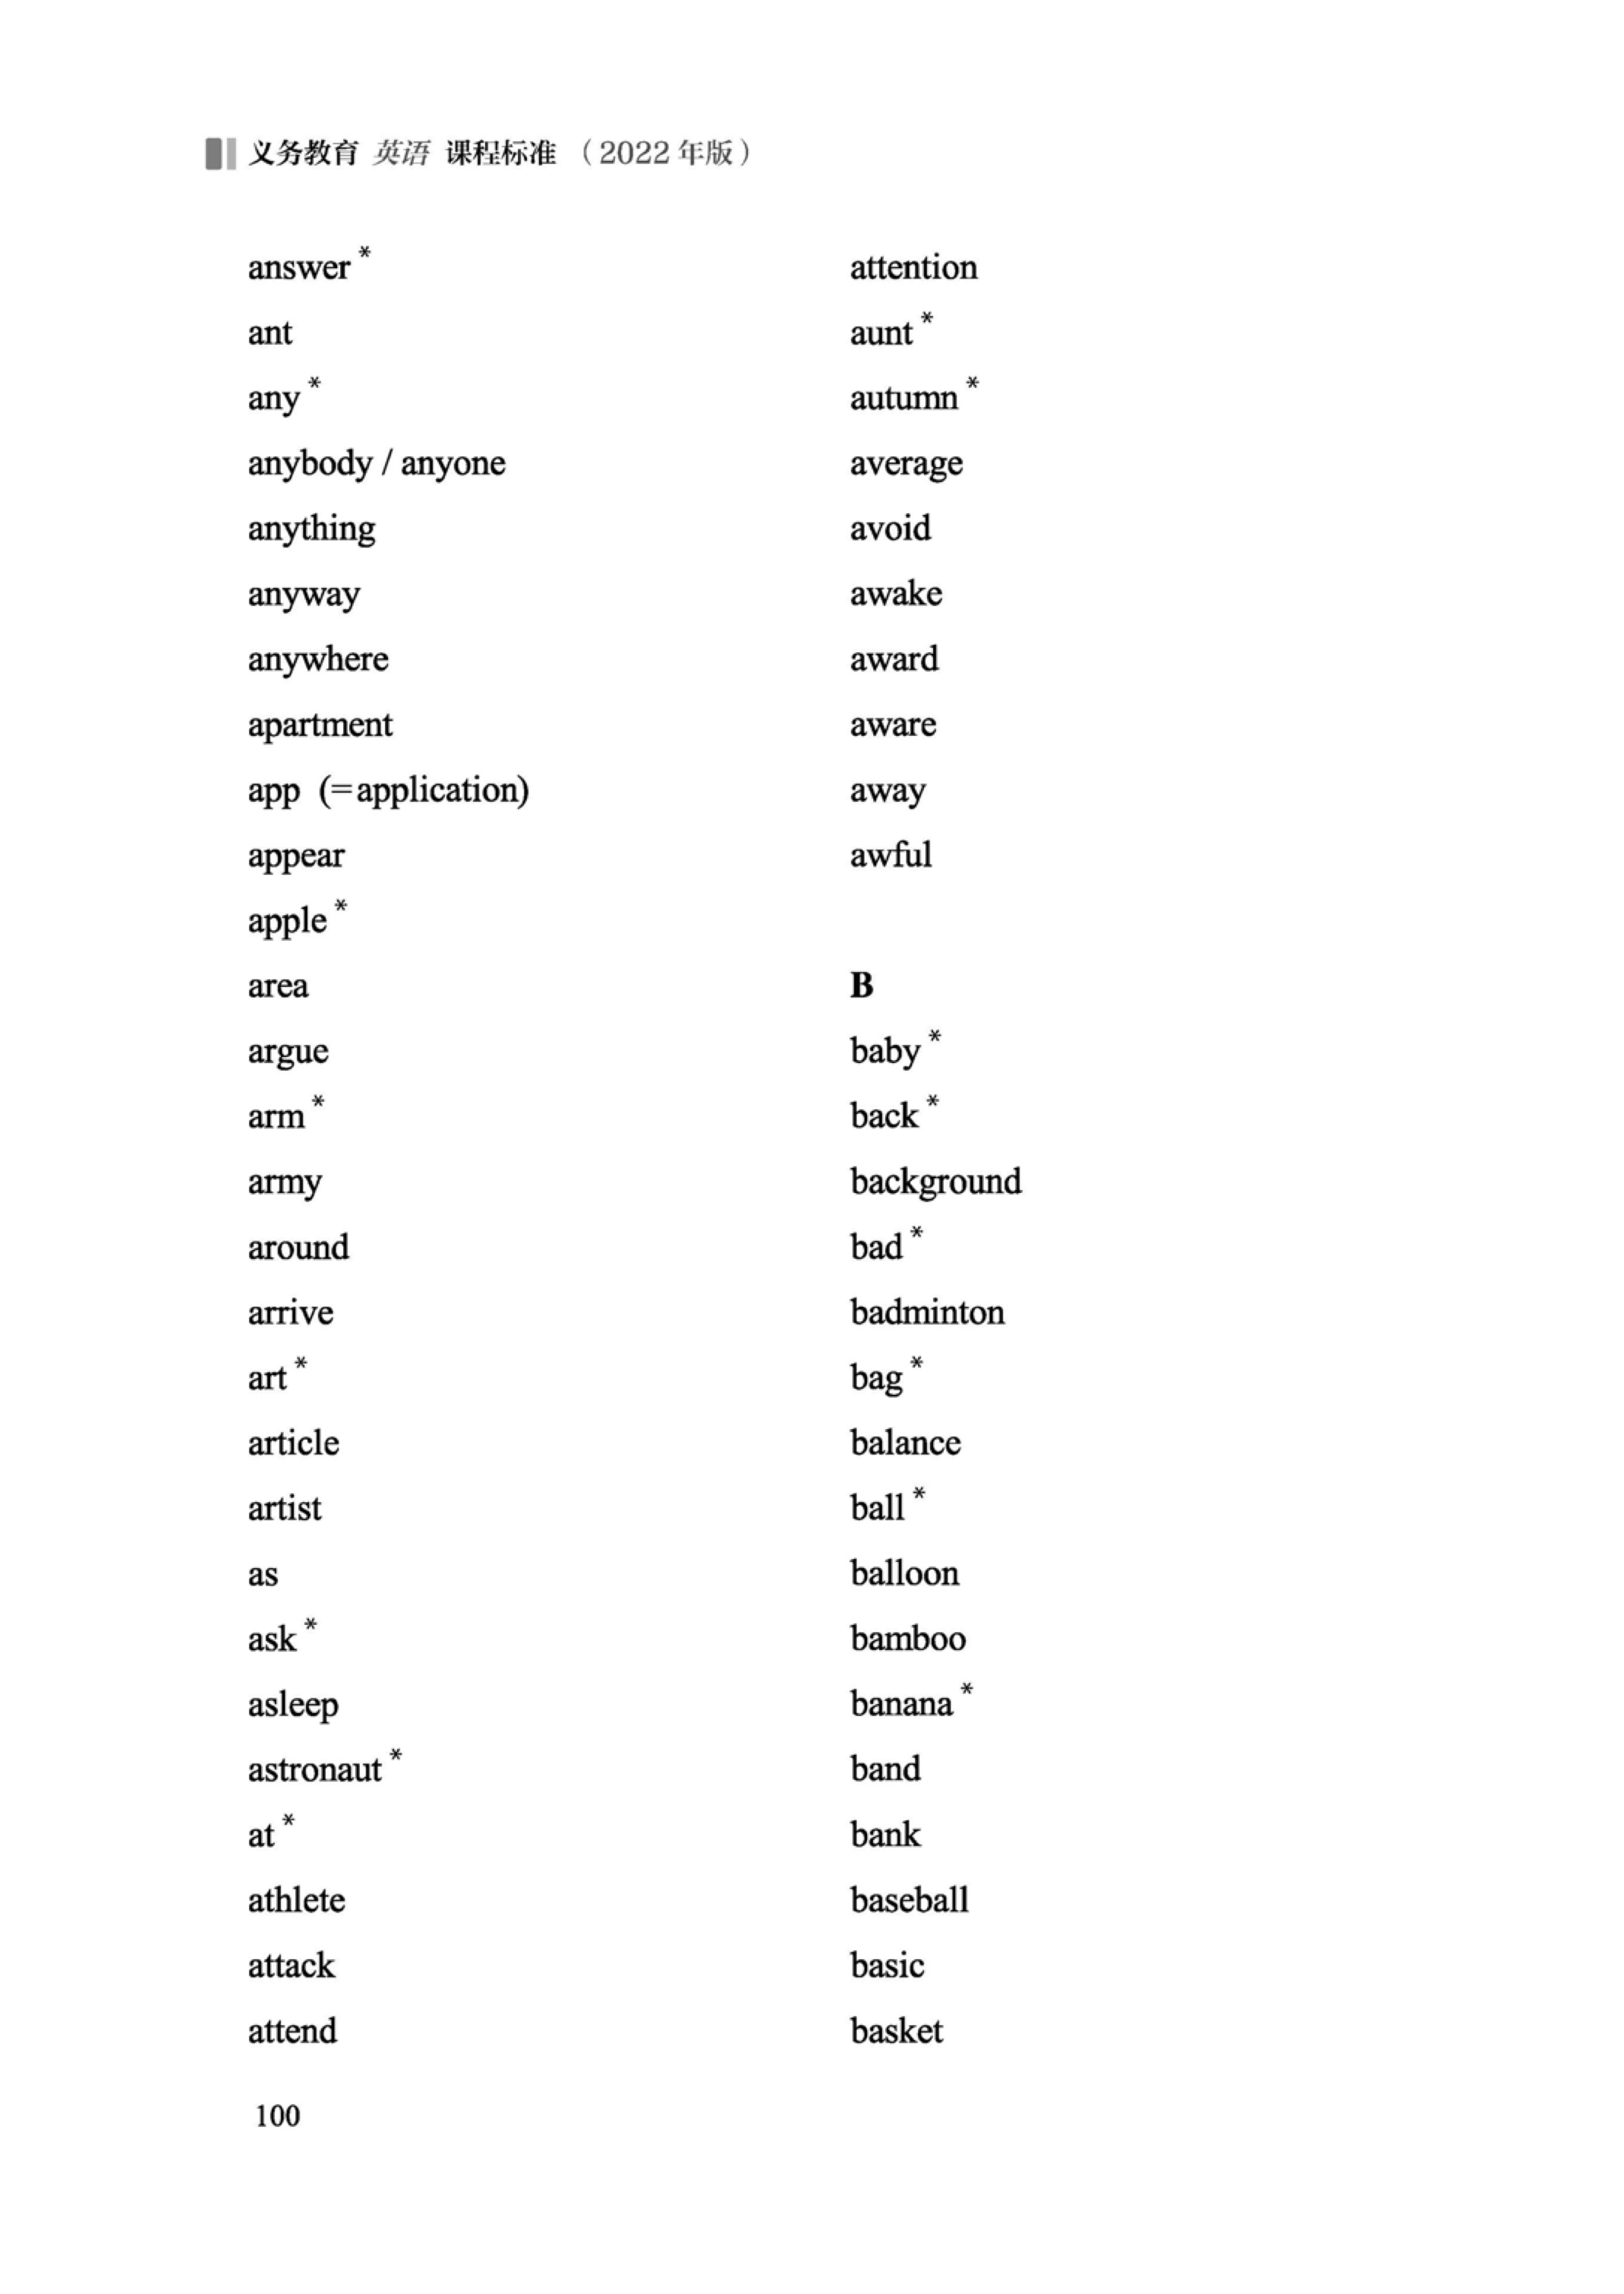 义务教育 英语 课程标准（2022 年版）
answer *
ant
any *
anybody / anyone
anything
anyway
anywhere
apartment
app (=application)
appear
apple *
area
argue
arm *
army
around
arrive
art *
article
artist
as
ask *
asleep
astronaut *
at *
athlete
attack
attend
attention
aunt *
autumn *
average
avoid
awake
award
aware
away
awful
B
baby *
back *
background
bad *
badminton
bag *
balance
ball *
balloon
bamboo
banana *
band
bank
baseball
basic
basket
100